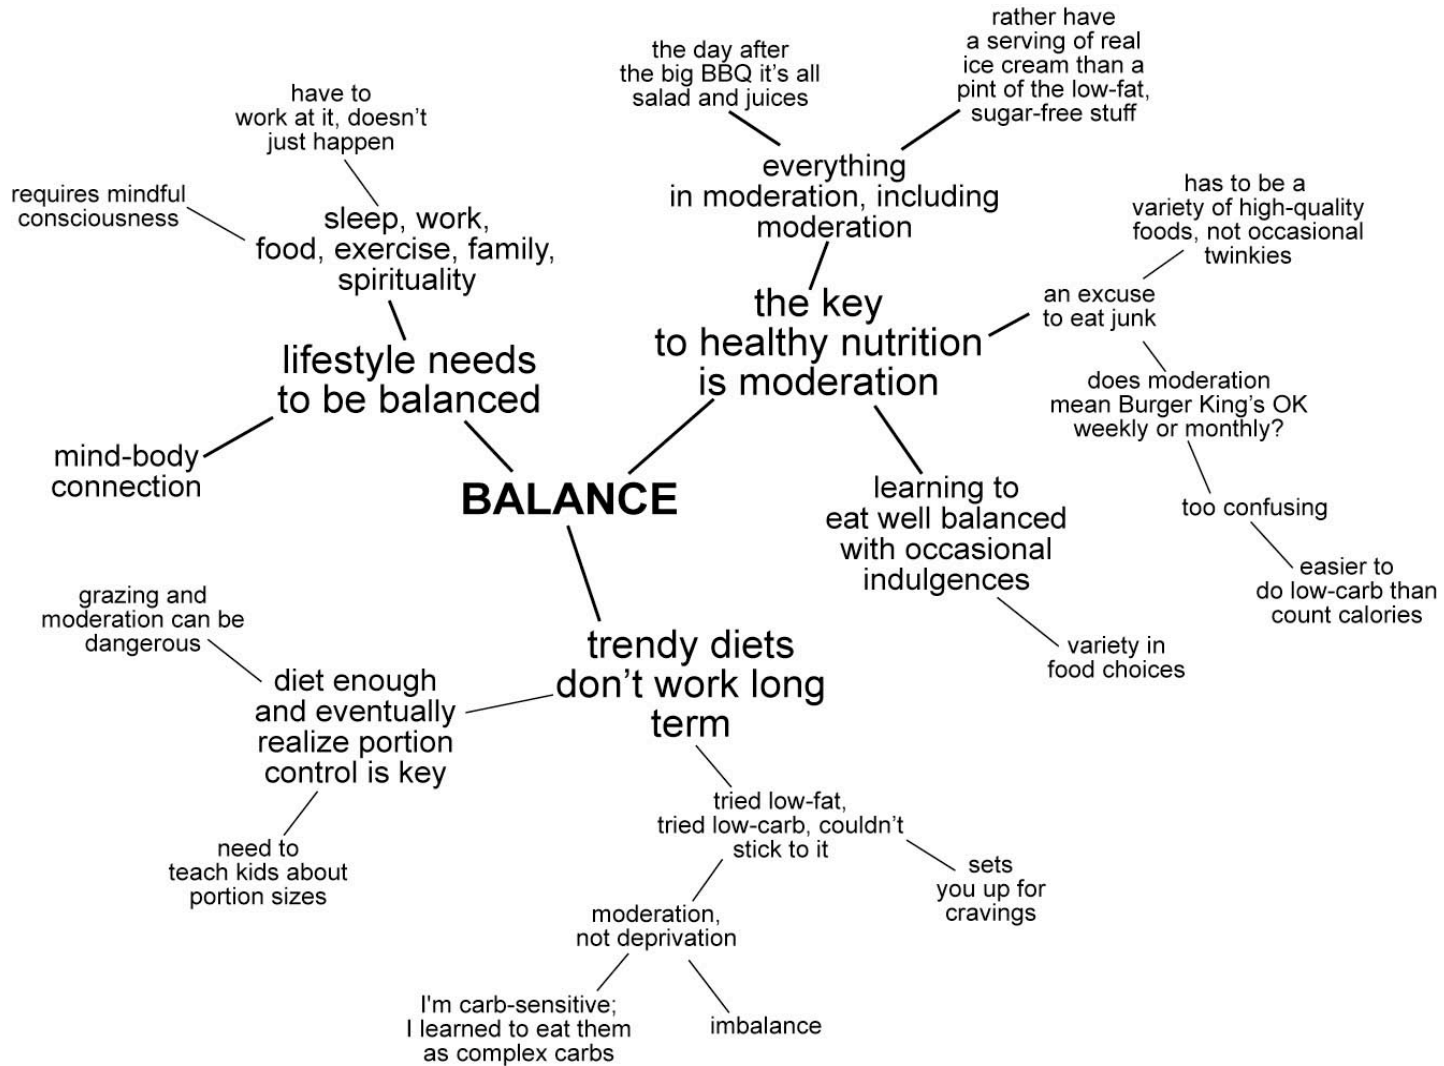 rather have
a serving of real
ice cream than a
pint of the low-fat,
sugar-free stuff
the day after
the big BBQ it's all
salad and juices
have to
work at it, doesn't
just happen
everything
in moderation, including
moderation
requires mindful
consciousness
sleep, work,
food, exercise, family,
spirituality
has to be a
variety of high-quality
foods, not occasional
twinkies
the key
to healthy nutrition
is moderation
an excuse
to eat junk
lifestyle needs
to be balanced
does moderation
mean Burger King's OK
weekly or monthly?
mind-body
connection
BALANCE
learning to
eat well balanced
with occasional
indulgences
too confusing
easier to
do low-carb than
count calories
variety in
food choices
grazing and
moderation can be
dangerous
trendy diets
don't work long
term
diet enough
and eventually
realize portion
control is key
need to
teach kids about
portion sizes
tried low-fat,
tried low-carb, couldn't
stick to it
sets
you up for
cravings
moderation,
not deprivation
I'm carb-sensitive;
I learned to eat them
as complex carbs
imbalance